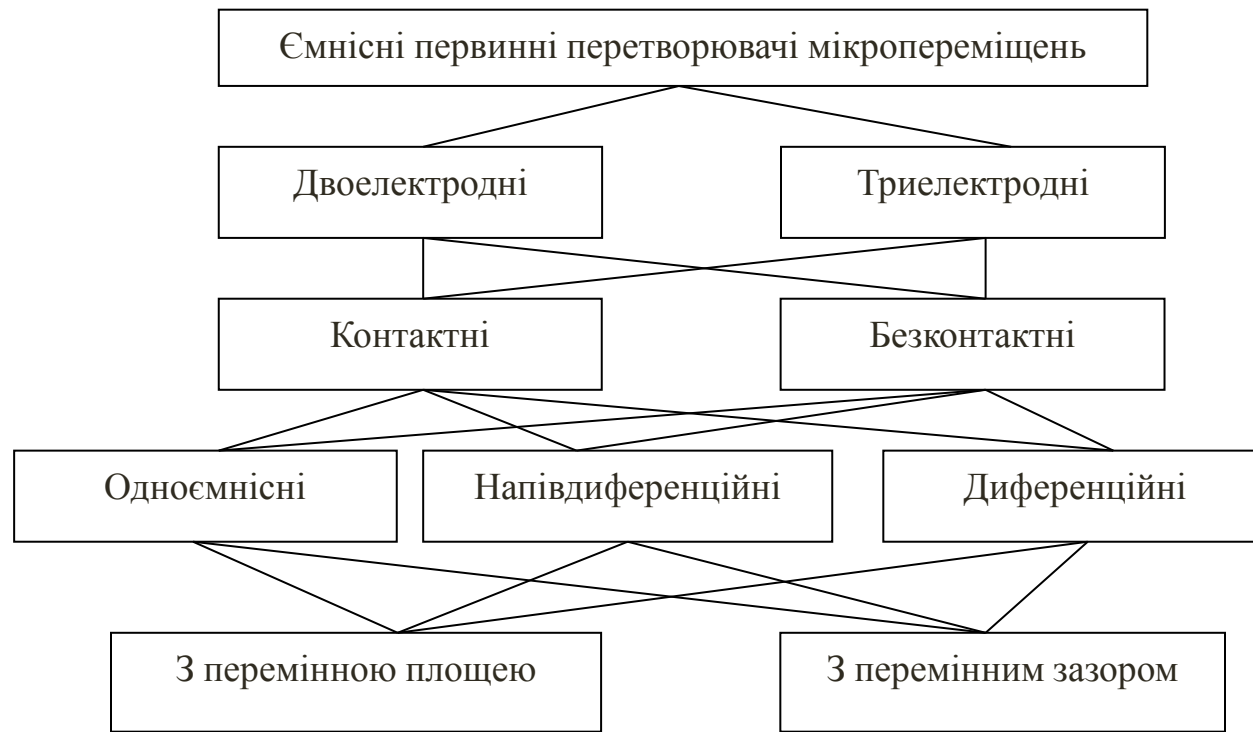 Ємнісні первинні перетворювачі мікропереміщень
Двоелектродні
Триелектродні
Контактні
Безконтактні
Одноємнісні
Напівдиференційні
Диференційні
З перемінною площею
З перемінним зазором